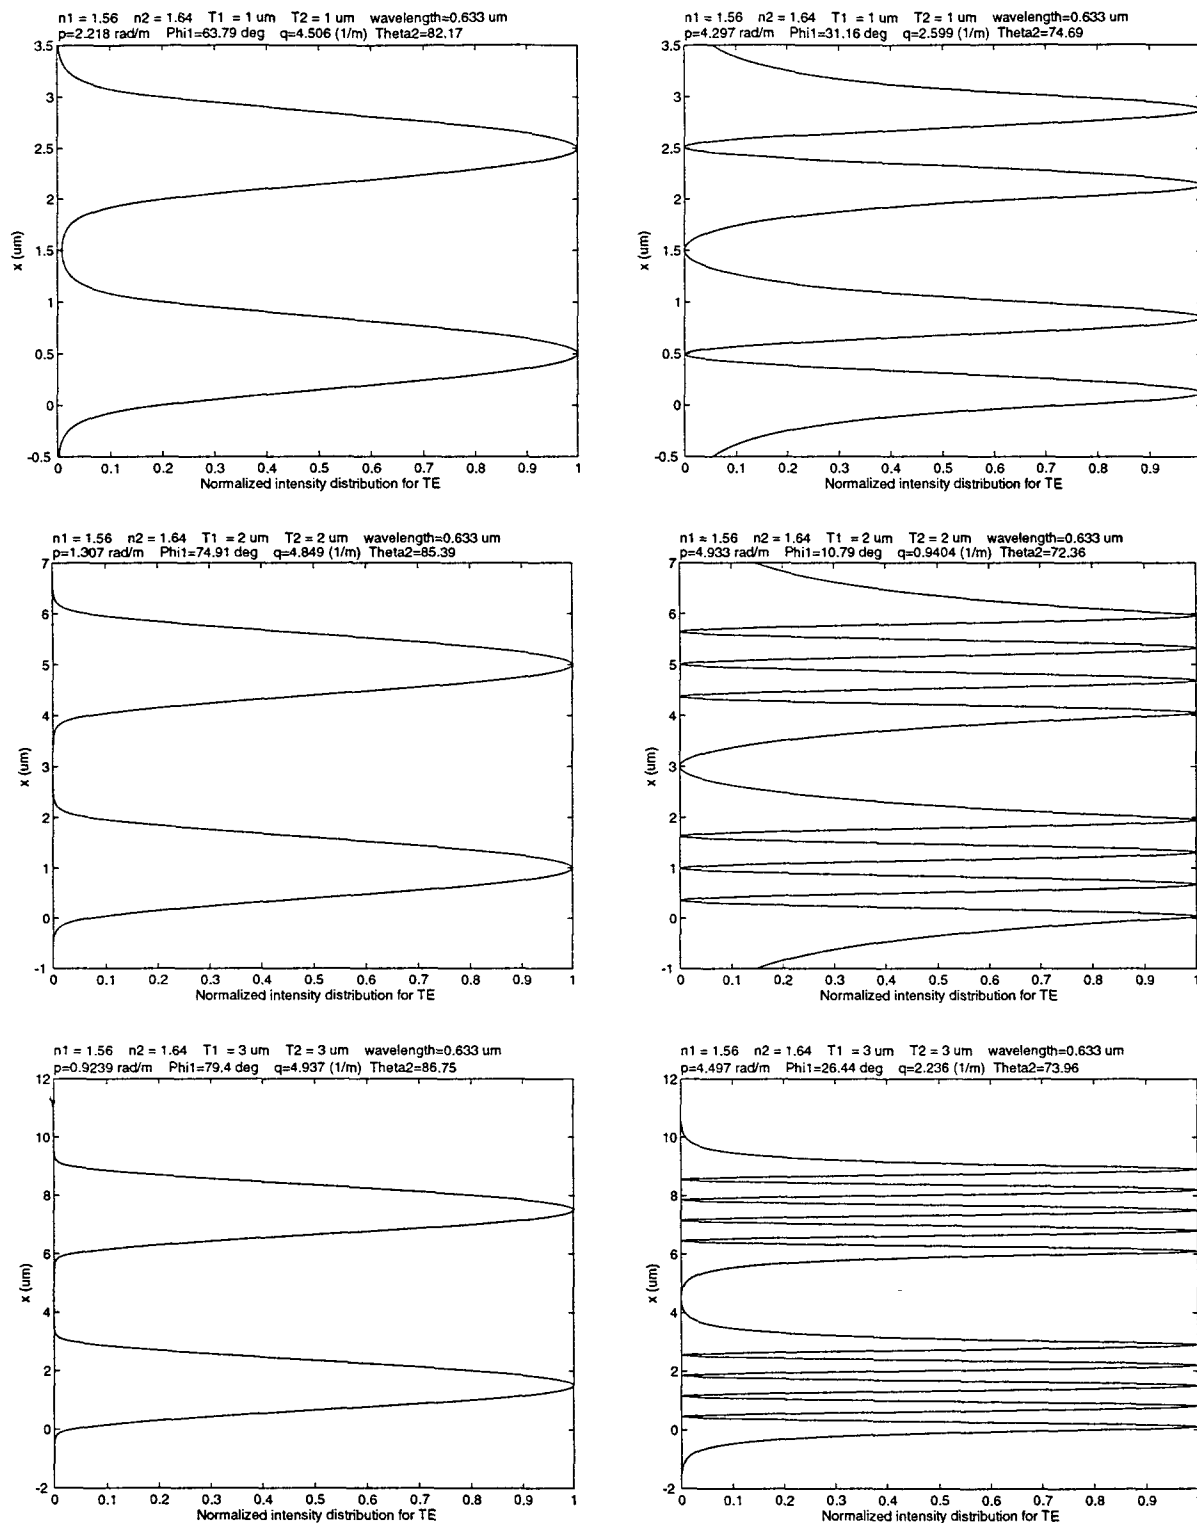 n1 = 1.56 n2 = 1.64 T1 = 1 um T2 = 1 um wavelength=0.633 um
p=2.218 rad/m Phi1=63.79 deg q=4.506 (1/m) Theta2=82.17
3.5
3
2.5
2
1.5
1
0.5
0
-0.5
x (um)
0 0.1 0.2 0.3 0.4 0.5 0.6 0.7 0.8 0.9 1
Normalized intensity distribution for TE
n1 = 1.56 n2 = 1.64 T1 = 1 um T2 = 1 um wavelength=0.633 um
p=4.297 rad/m Phi1=31.16 deg q=2.599 (1/m) Theta2=74.69
3.5
3
2.5
2
1.5
1
0.5
0
-0.5
x (um)
0 0.1 0.2 0.3 0.4 0.5 0.6 0.7 0.8 0.9
Normalized intensity distribution for TE
n1 = 1.56 n2 = 1.64 T1 = 2 um T2 = 2 um wavelength=0.633 um
p=1.307 rad/m Phi1=74.91 deg q=4.849 (1/m) Theta2=85.39
7
6
5
4
3
2
1
0
-1
x (um)
0 0.1 0.2 0.3 0.4 0.5 0.6 0.7 0.8 0.9 1
Normalized intensity distribution for TE
n1 = 1.56 n2 = 1.64 T1 = 2 um T2 = 2 um wavelength=0.633 um
p=4.933 rad/m Phi1=10.79 deg q=0.9404 (1/m) Theta2=72.36
7
6
5
4
3
2
1
0
-1
x (um)
0 0.1 0.2 0.3 0.4 0.5 0.6 0.7 0.8 0.9 1
Normalized intensity distribution for TE
n1 = 1.56 n2 = 1.64 T1 = 3 um T2 = 3 um wavelength=0.633 um
p=0.9239 rad/m Phi1=79.4 deg q=4.937 (1/m) Theta2=86.75
12
10
8
6
4
2
0
-2
x (um)
0 0.1 0.2 0.3 0.4 0.5 0.6 0.7 0.8 0.9 1
Normalized intensity distribution for TE
n1 = 1.56 n2 = 1.64 T1 = 3 um T2 = 3 um wavelength=0.633 um
p=4.497 rad/m Phi1=26.44 deg q=2.236 (1/m) Theta2=73.96
12
10
8
6
4
2
0
-2
x (um)
0 0.1 0.2 0.3 0.4 0.5 0.6 0.7 0.8 0.9 1
Normalized intensity distribution for TE